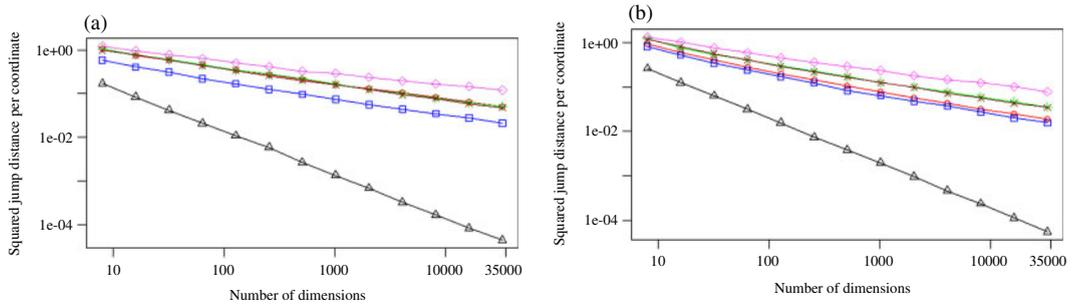 (a)
Squared jump distance per coordinate
1e+00
1e-02
1e-04
10
100
1000
10000
35000
Number of dimensions
(b)
Squared jump distance per coordinate
1e+00
1e-02
1e-04
10
100
1000
10000
35000
Number of dimensions